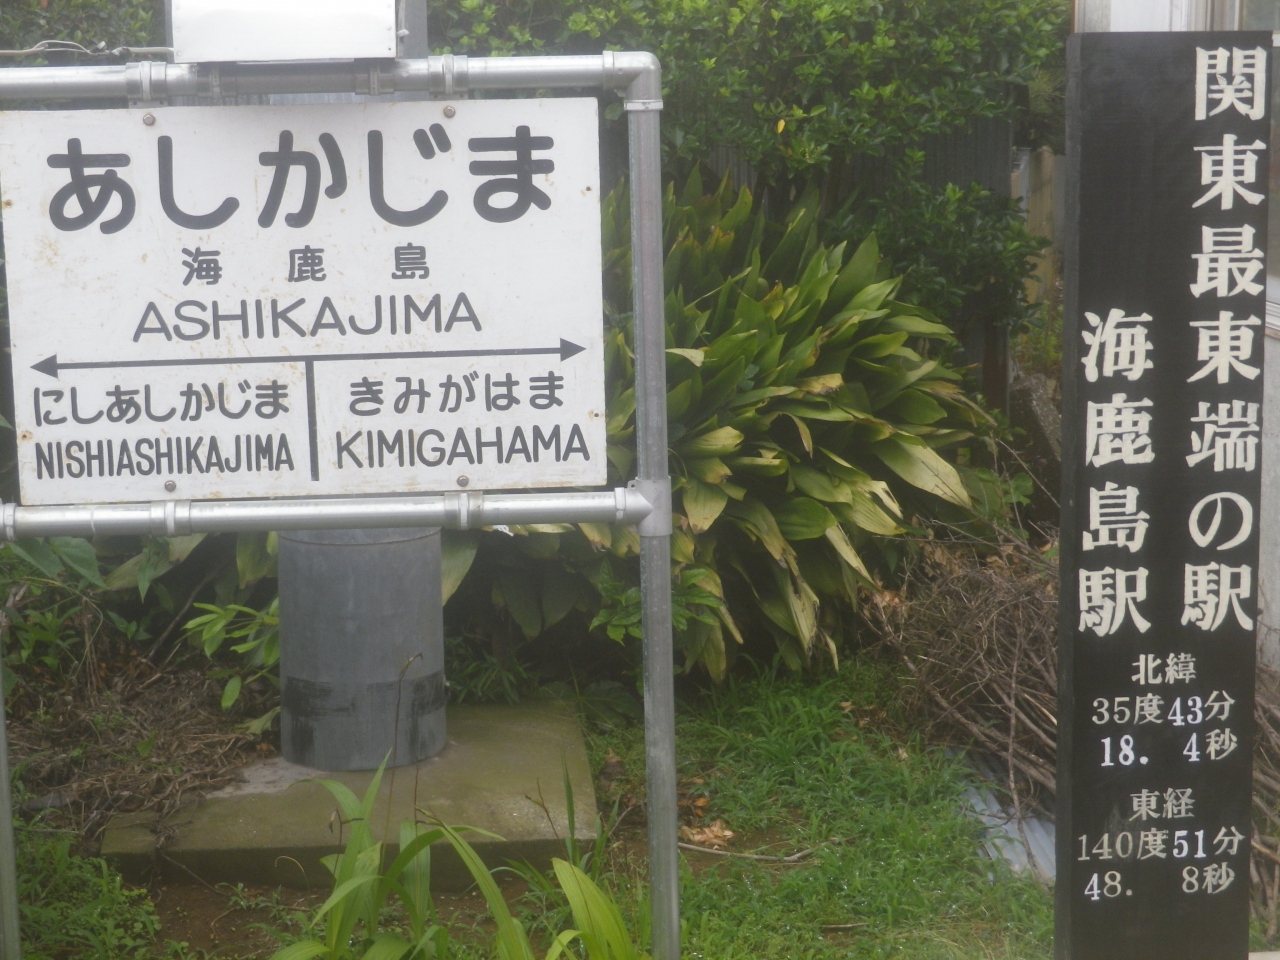 あしかじま
海鹿島
ASHIKAJIMA
にしあしかじま
NISHIASHIKAJIMA
きみがはま
KIMIGAHAMA
関東最東端の駅
海鹿島駅
北緯
35度43分
18. 4秒
東経
140度51分
48. 8秒